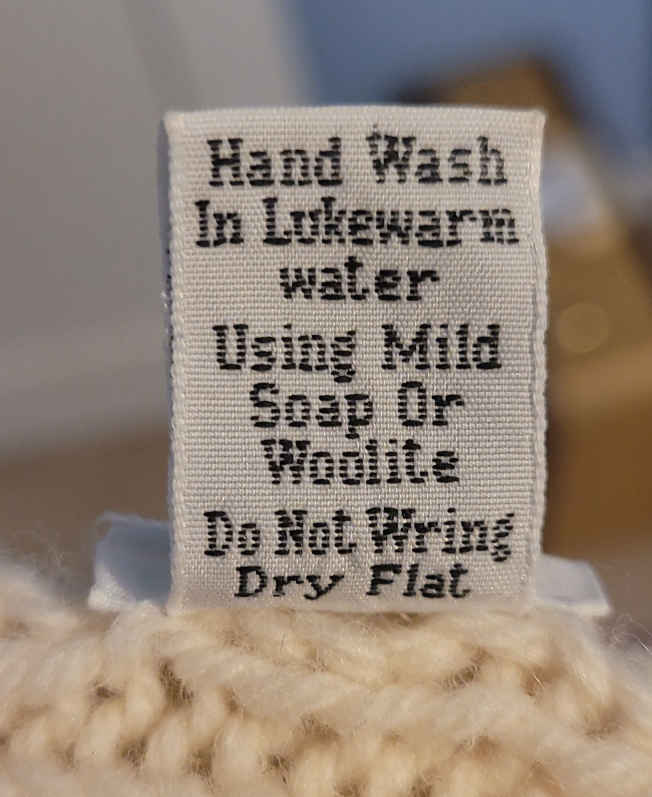 Hand Wash
In Lukewarm
water
Using Mild
Soap Or
Woolite
Do Not Wring
Dry Flat